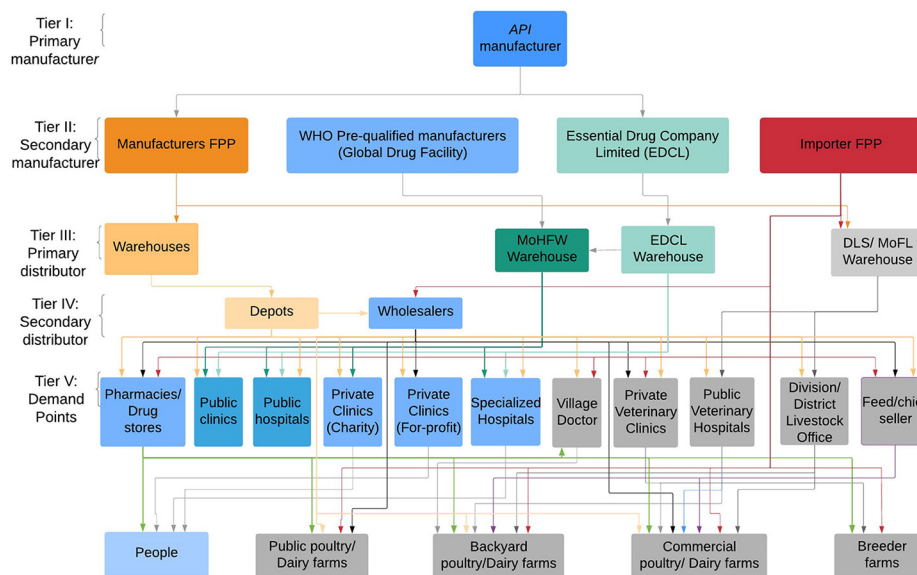 Tier I:
Primary
manufacturer
API
manufacturer
Tier II:
Secondary
manufacturer
Manufacturers FPP
WHO Pre-qualified manufacturers
(Global Drug Facility)
Essential Drug Company
Limited (EDCL)
Importer FPP
Tier III:
Primary
distributor
Warehouses
MoHFW
Warehouse
EDCL
Warehouse
DLS/ MoFL
Warehouse
Tier IV:
Secondary
distributor
Depots
Wholesalers
Tier V:
Demand
Points
Pharmacies/
Drug
stores
Public
clinics
Public
hospitals
Private
Clinics
(Charity)
Private
Clinics
(For-profit)
Specialized
Hospitals
Village
Doctor
Private
Veterinary
Clinics
Public
Veterinary
Hospitals
Division/
District
Livestock
Office
Feed/chic
seller
People
Public poultry/
Dairy farms
Backyard
poultry/Dairy farms
Commercial
poultry/ Dairy farms
Breeder
farms